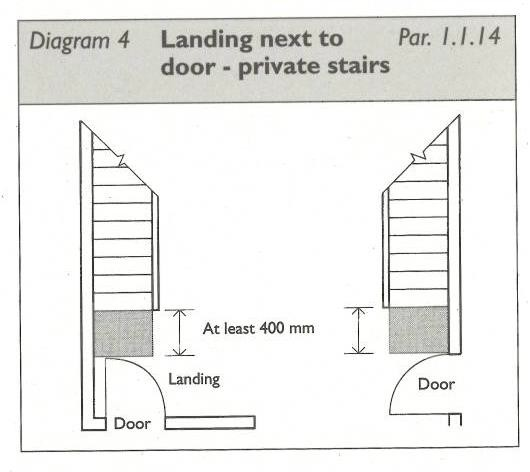 Diagram 4 Landing next to Par. 1.1.14
door - private stairs
At least 400 mm
Landing
Door
Door